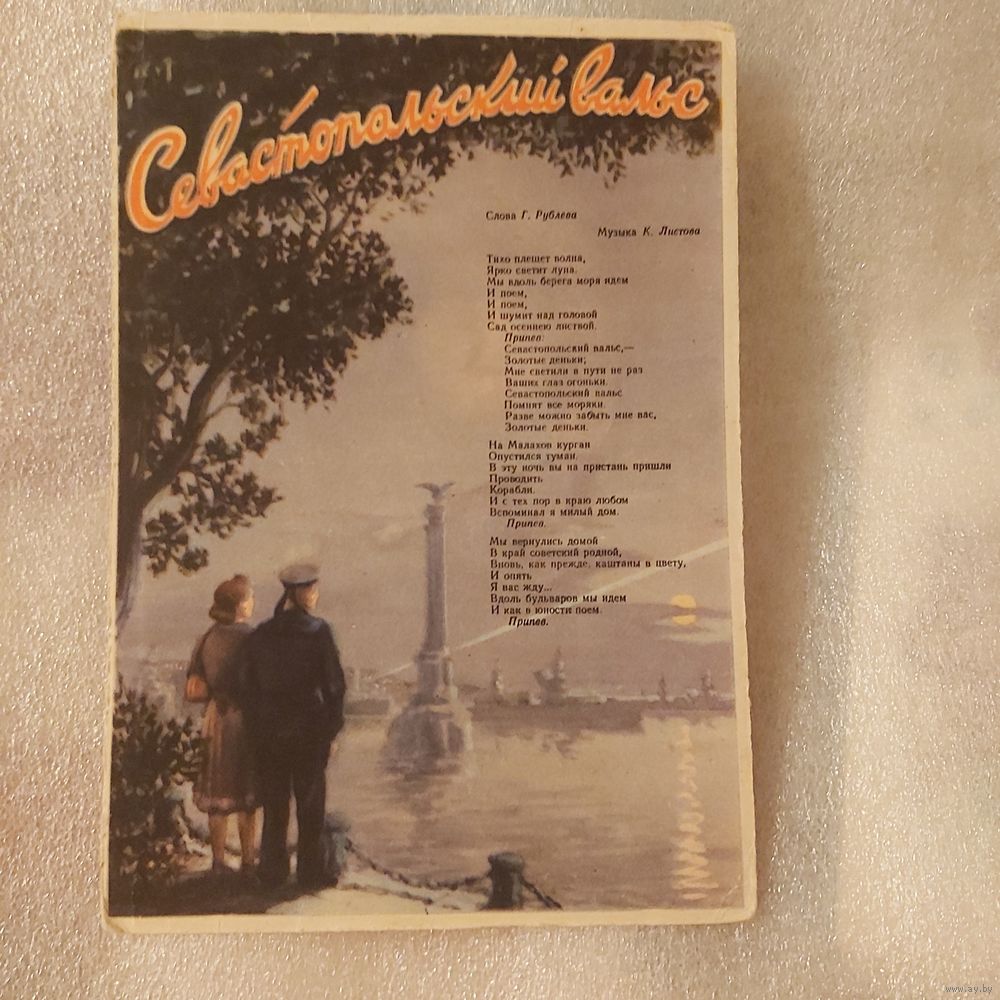 Севастопольский вальс
Слова Г. Рублева
Музыка К. Листова
Тихо плещет волна,
Ярко светит луна.
Мы вдоль берега моря идем
И поем,
И поем,
И шумит над головой
Сад осеннею листвой.
Припев:
Севастопольский вальс,—
Золотые деньки;
Мне светили в пути не раз
Ваших глаз огоньки.
Севастопольский вальс
Помнят все моряки.
Разве можно забыть мне вас,
Золотые деньки.
На Малахов курган
Опустился туман.
В эту ночь вы на пристань пришли
Проводить
Корабли.
И с тех пор в краю любом
Вспоминал я милый дом.
Припев.
Мы вернулись домой
В край советский родной,
Вновь, как прежде, каштаны в цвету,
И опять
Я вас жду...
Вдоль бульваров мы идем
И как в юности поем.
Припев.
www.ay.by